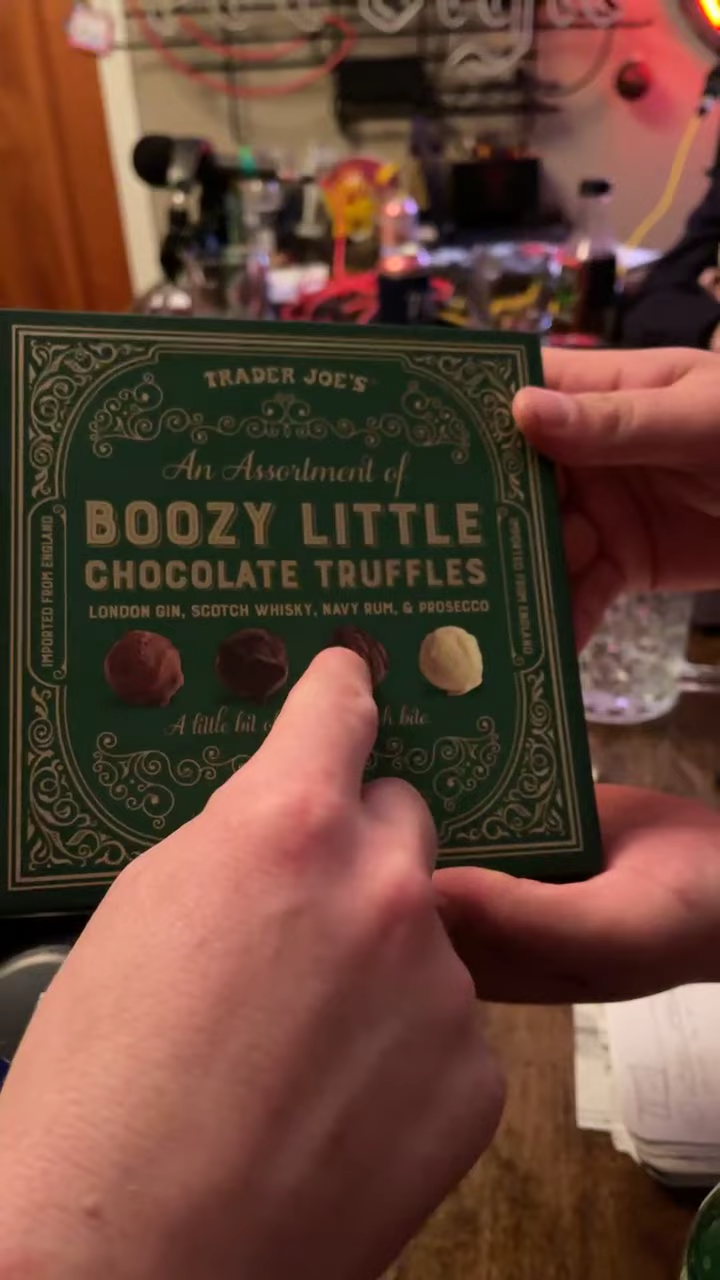 TRADER JOE'S
An Assortment of
BOOZY LITTLE
CHOCOLATE TRUFFLES
LONDON GIN, SCOTCH WHISKY, NAVY RUM, & PROSECCO
A little bit bite
IMPORTED FROM ENGLAND
IMPORTED FROM ENGLAND